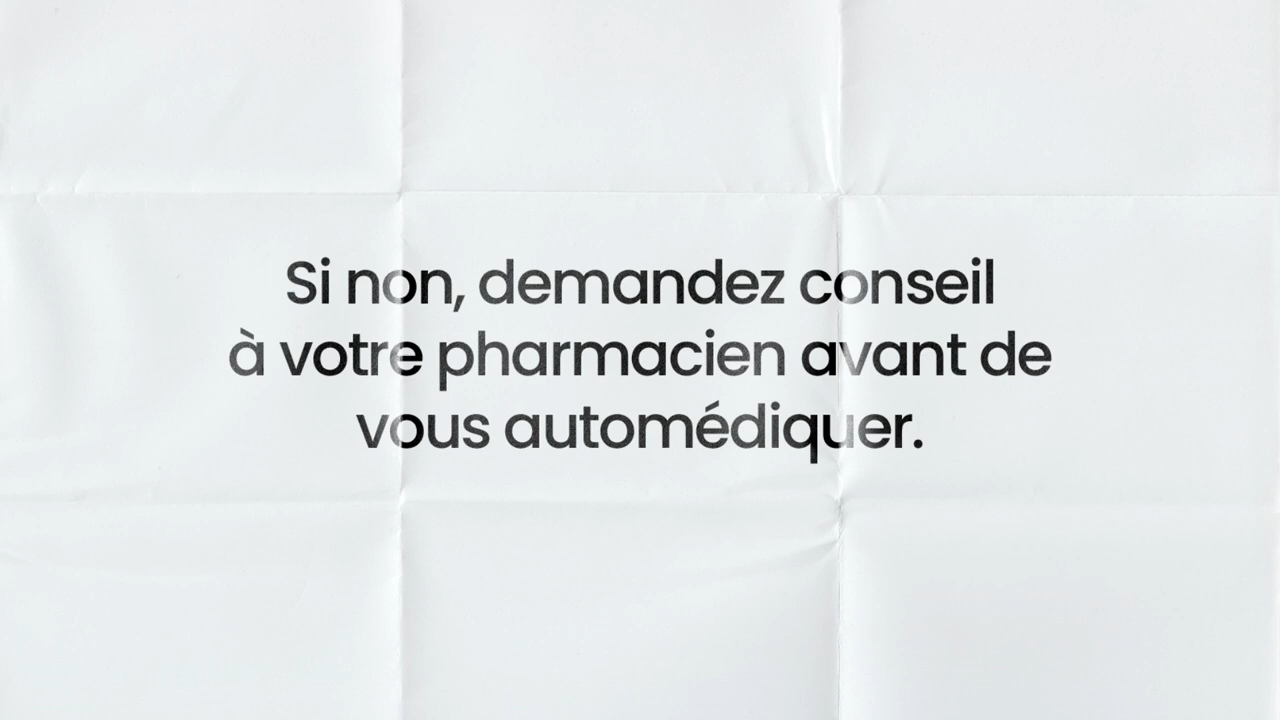 Si non, demandez conseil
à votre pharmacien avant de
vous automédiquer.